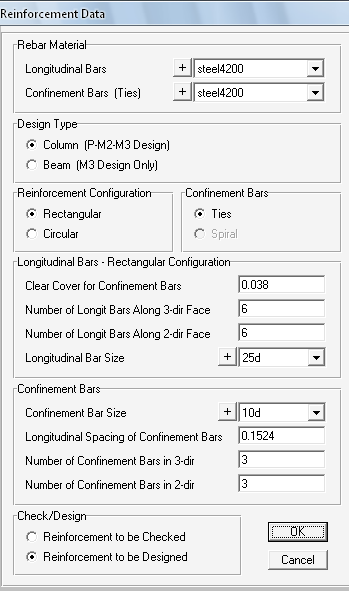 Reinforcement Data
Rebar Material
Longitudinal Bars + steel4200
Confinement Bars (Ties) + steel4200
Design Type
Column (P-M2-M3 Design)
Beam (M3 Design Only)
Reinforcement Configuration
Rectangular
Circular
Confinement Bars
Ties
Spiral
Longitudinal Bars - Rectangular Configuration
Clear Cover for Confinement Bars 0.038
Number of Longit Bars Along 3-dir Face 6
Number of Longit Bars Along 2-dir Face 6
Longitudinal Bar Size + 25d
Confinement Bars
Confinement Bar Size + 10d
Longitudinal Spacing of Confinement Bars 0.1524
Number of Confinement Bars in 3-dir 3
Number of Confinement Bars in 2-dir 3
Check/Design
Reinforcement to be Checked
Reinforcement to be Designed
OK
Cancel